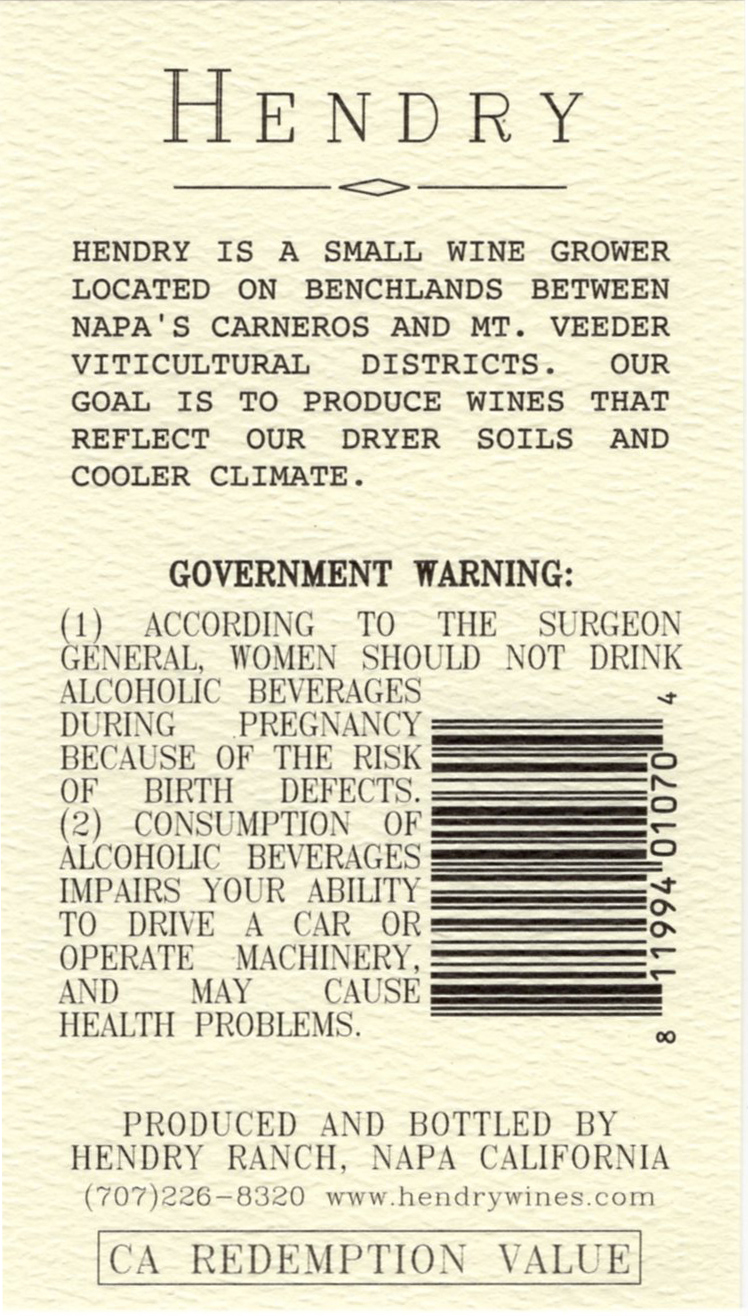 HENDRY
HENDRY IS A SMALL WINE GROWER
LOCATED ON BENCHLANDS BETWEEN
NAPA'S CARNEROS AND MT. VEEDER
VITICULTURAL DISTRICTS. OUR
GOAL IS TO PRODUCE WINES THAT
REFLECT OUR DRYER SOILS AND
COOLER CLIMATE.
GOVERNMENT WARNING:
(1) ACCORDING TO THE SURGEON
GENERAL, WOMEN SHOULD NOT DRINK
ALCOHOLIC BEVERAGES
DURING PREGNANCY
BECAUSE OF THE RISK
OF BIRTH DEFECTS.
(2) CONSUMPTION OF
ALCOHOLIC BEVERAGES
IMPAIRS YOUR ABILITY
TO DRIVE A CAR OR
OPERATE MACHINERY,
AND MAY CAUSE
HEALTH PROBLEMS.
8 11994 01070 4
PRODUCED AND BOTTLED BY
HENDRY RANCH, NAPA CALIFORNIA
(707)226-8320 www.hendrywines.com
CA REDEMPTION VALUE